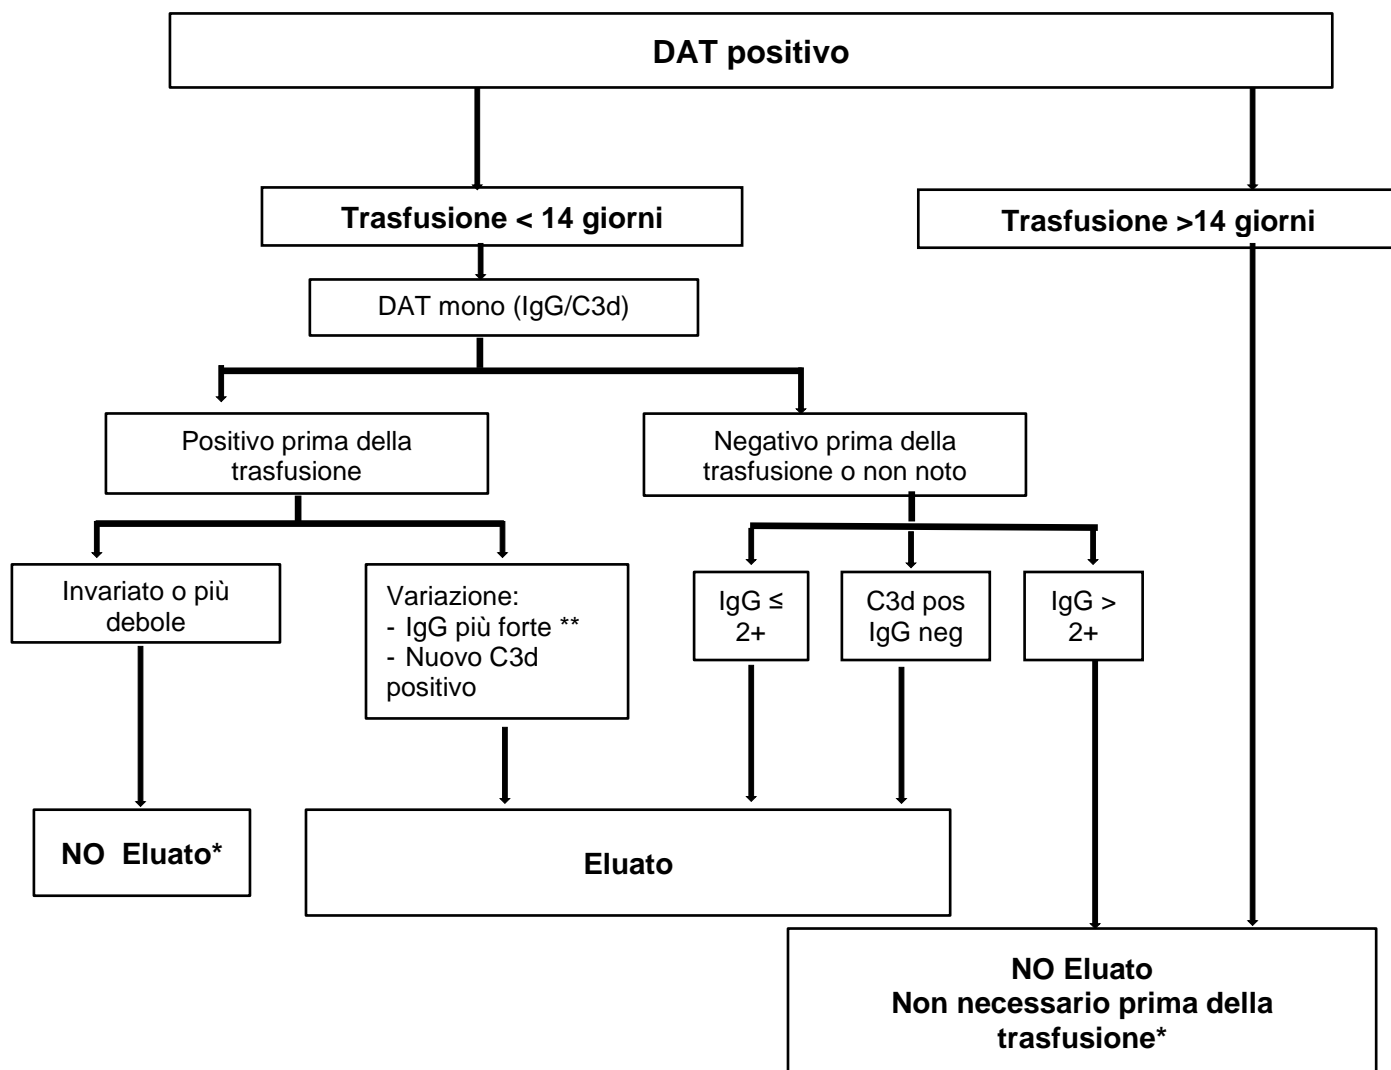 DAT positivo
Trasfusione < 14 giorni
Trasfusione >14 giorni
DAT mono (IgG/C3d)
Positivo prima della
trasfusione
Negativo prima della
trasfusione o non noto
Invariato o più
debole
Variazione:
- IgG più forte **
- Nuovo C3d
positivo
IgG ≤
2+
C3d pos
IgG neg
IgG >
2+
NO Eluato*
Eluato
NO Eluato
Non necessario prima della
trasfusione*